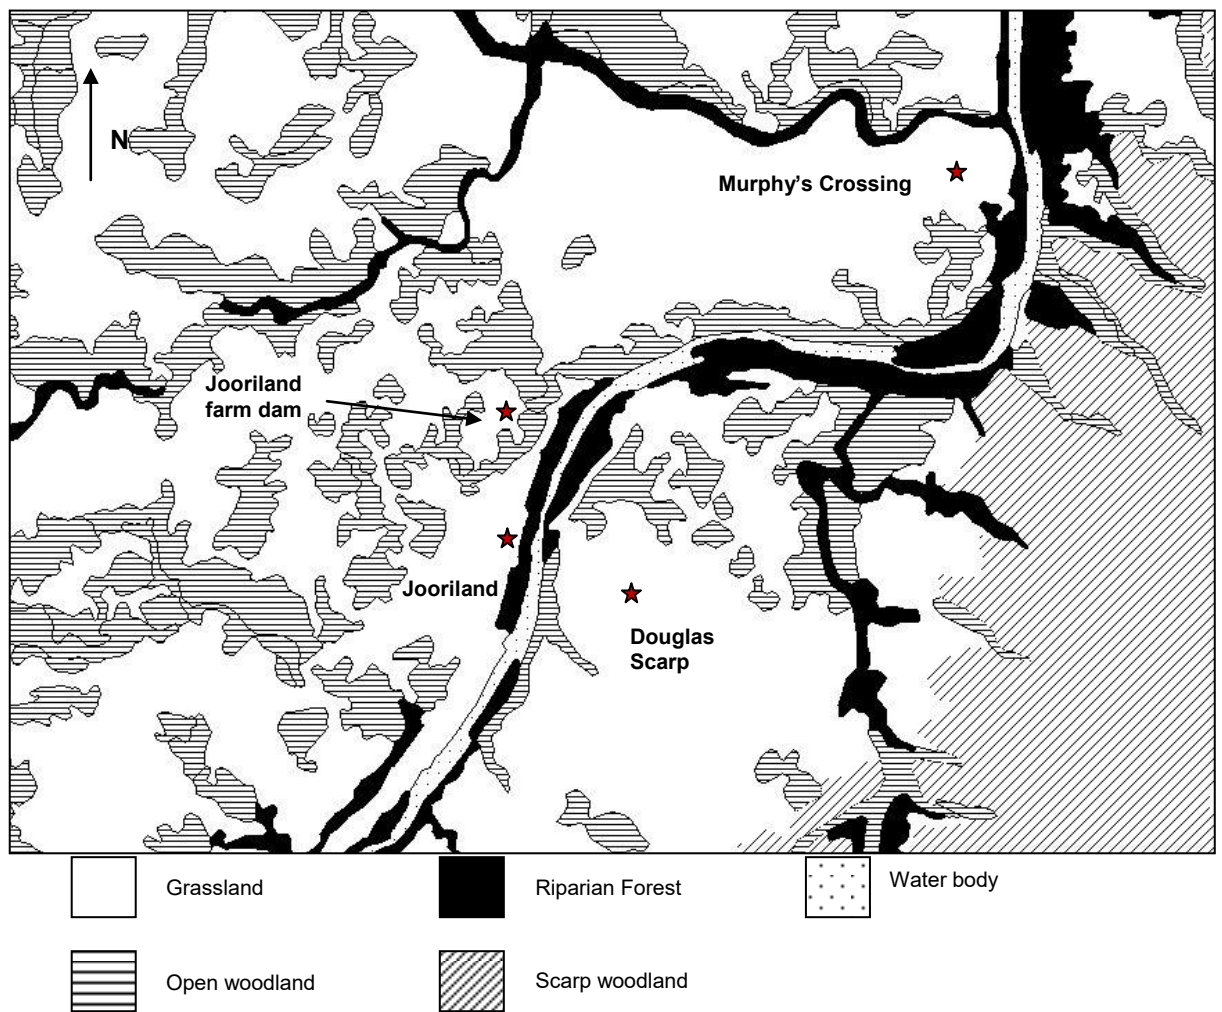 N
Murphy's Crossing
Jooriland
farm dam
Jooriland
Douglas
Scarp
Grassland
Riparian Forest
Water body
Open woodland
Scarp woodland